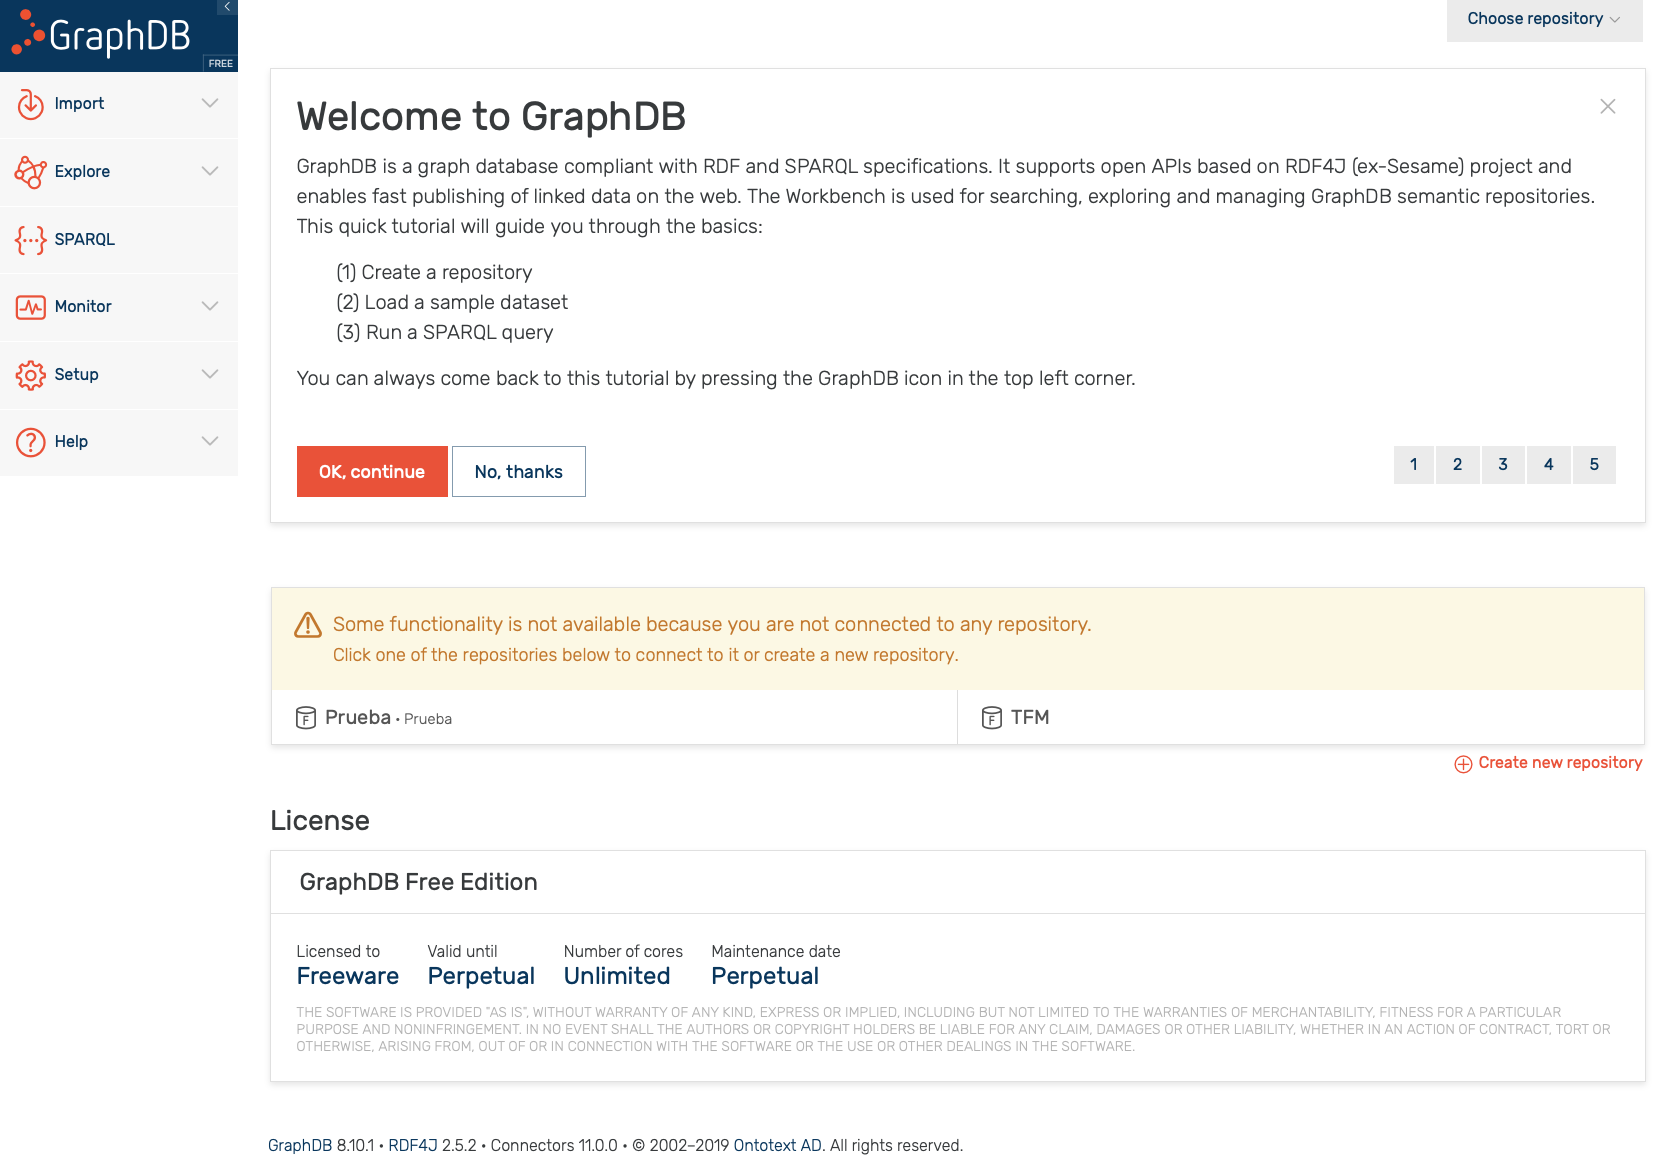 GraphDB
FREE
Choose repository
Import
Explore
SPARQL
Monitor
Setup
Help
Welcome to GraphDB
GraphDB is a graph database compliant with RDF and SPARQL specifications. It supports open APIs based on RDF4J (ex-Sesame) project and
enables fast publishing of linked data on the web. The Workbench is used for searching, exploring and managing GraphDB semantic repositories.
This quick tutorial will guide you through the basics:
(1) Create a repository
(2) Load a sample dataset
(3) Run a SPARQL query
You can always come back to this tutorial by pressing the GraphDB icon in the top left corner.
OK, continue No, thanks 1 2 3 4 5
Some functionality is not available because you are not connected to any repository.
Click one of the repositories below to connect to it or create a new repository.
F Prueba • Prueba F TFM
Create new repository
License
GraphDB Free Edition
Licensed to Valid until Number of cores Maintenance date
Freeware Perpetual Unlimited Perpetual
THE SOFTWARE IS PROVIDED "AS IS", WITHOUT WARRANTY OF ANY KIND, EXPRESS OR IMPLIED, INCLUDING BUT NOT LIMITED TO THE WARRANTIES OF MERCHANTABILITY, FITNESS FOR A PARTICULAR
PURPOSE AND NONINFRINGEMENT. IN NO EVENT SHALL THE AUTHORS OR COPYRIGHT HOLDERS BE LIABLE FOR ANY CLAIM, DAMAGES OR OTHER LIABILITY, WHETHER IN AN ACTION OF CONTRACT, TORT OR
OTHERWISE, ARISING FROM, OUT OF OR IN CONNECTION WITH THE SOFTWARE OR THE USE OR OTHER DEALINGS IN THE SOFTWARE.
GraphDB 8.10.1 • RDF4J 2.5.2 • Connectors 11.0.0 • © 2002–2019 Ontotext AD. All rights reserved.